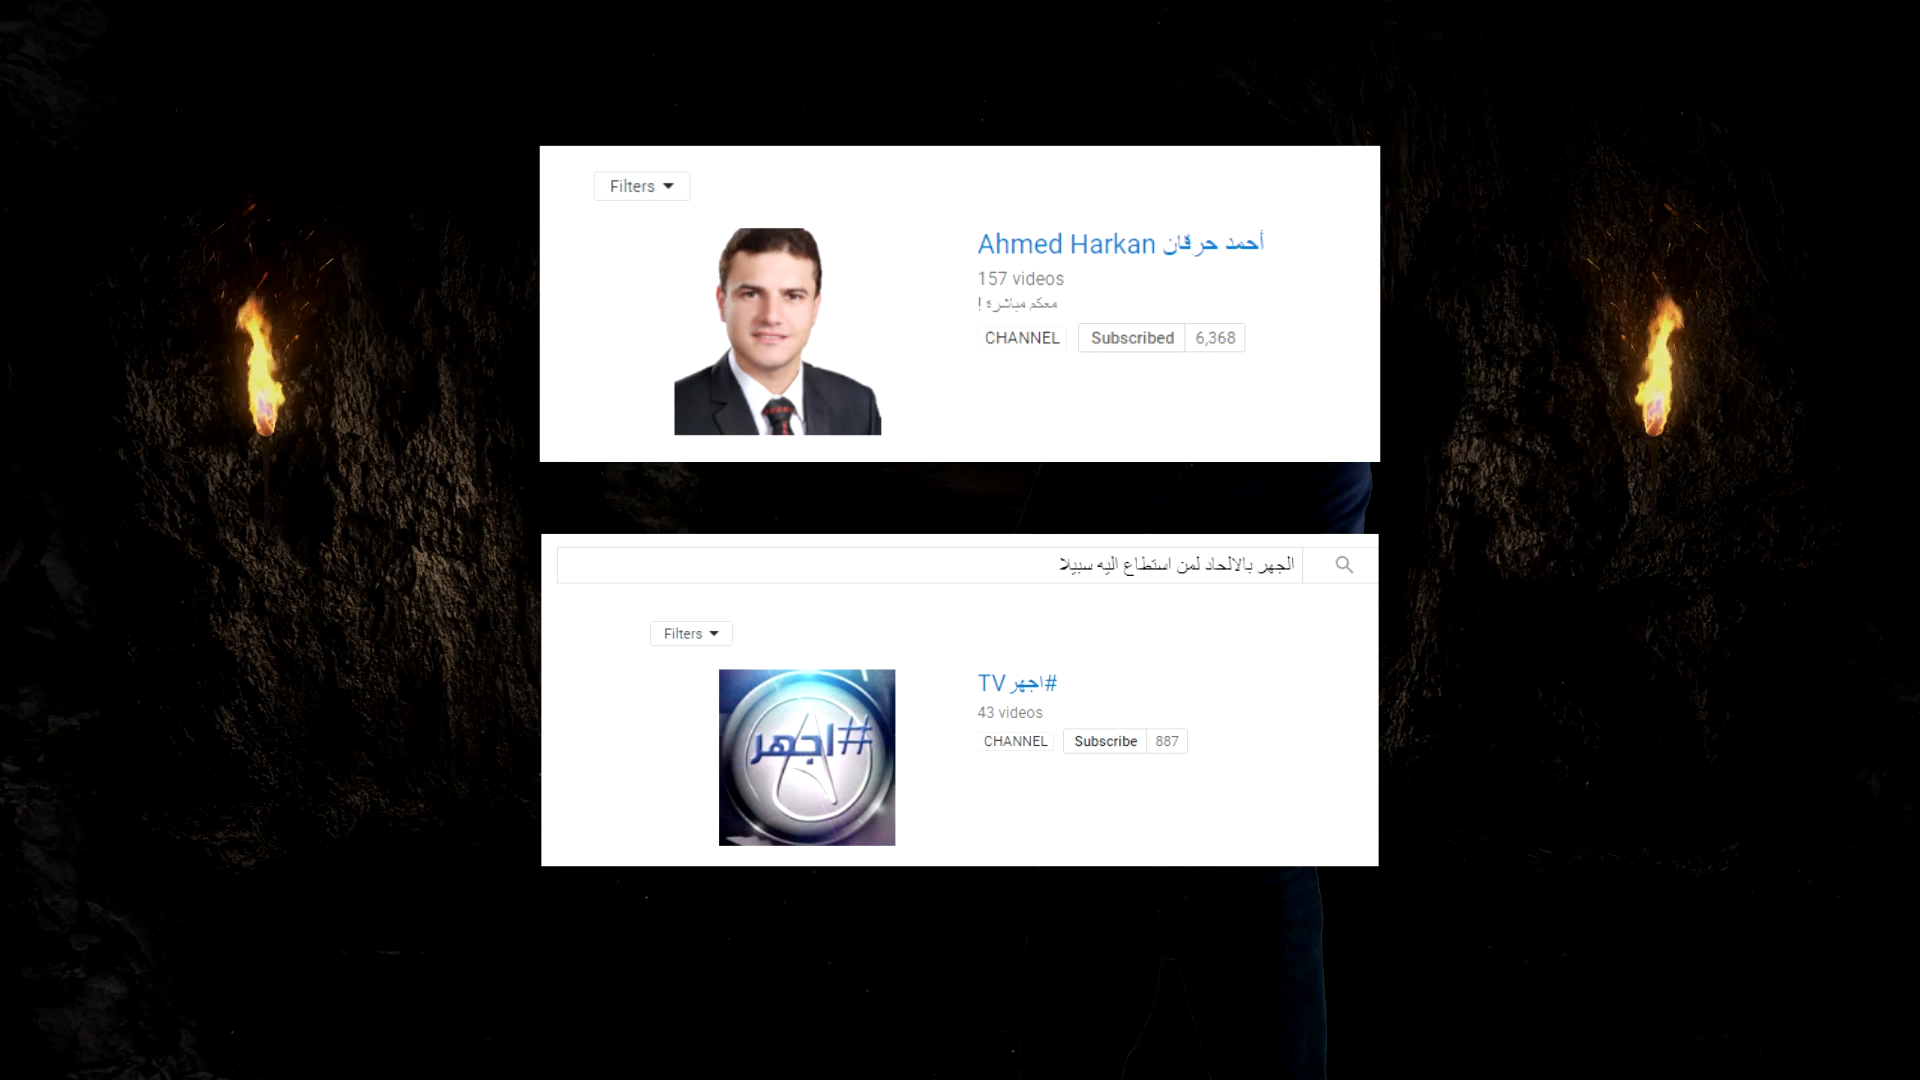 Filters
Ahmed Harkan أحمد حرقان
157 videos
معكم مباشرة !
CHANNEL Subscribed 6,368
الجهر بالالحاد لمن استطاع اليه سبيلا
Filters
#اجهر TV
43 videos
CHANNEL Subscribe 887
#اجهر